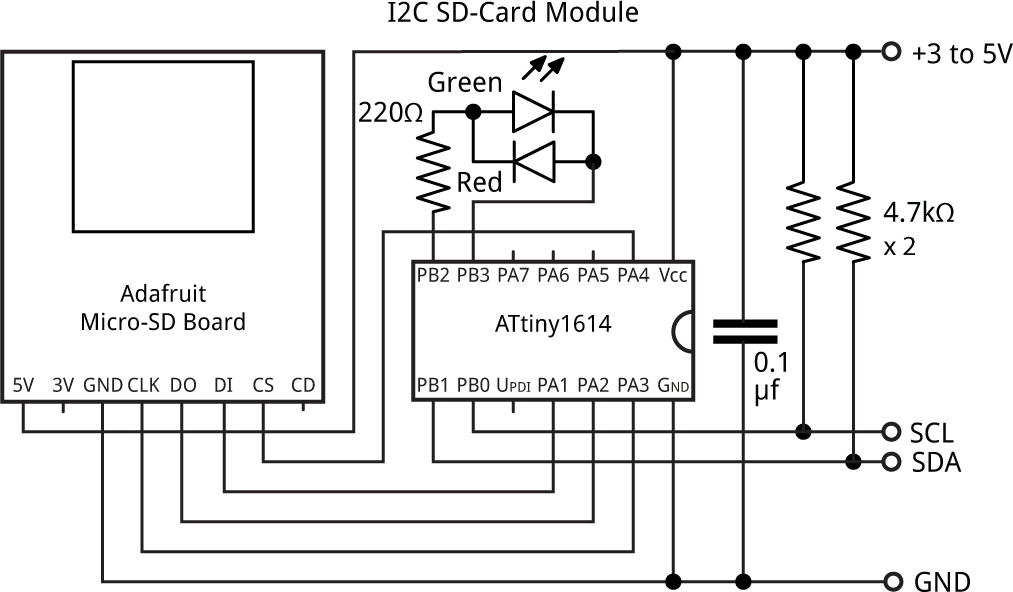 I2C SD-Card Module
+3 to 5V
Green
220Ω
Red
4.7kΩ
x 2
PB2 PB3 PA7 PA6 PA5 PA4 Vcc
Adafruit
Micro-SD Board
ATtiny1614
0.1
µf
5V 3V GND CLK DO DI CS CD
PB1 PB0 UPDI PA1 PA2 PA3 GND
SCL
SDA
GND